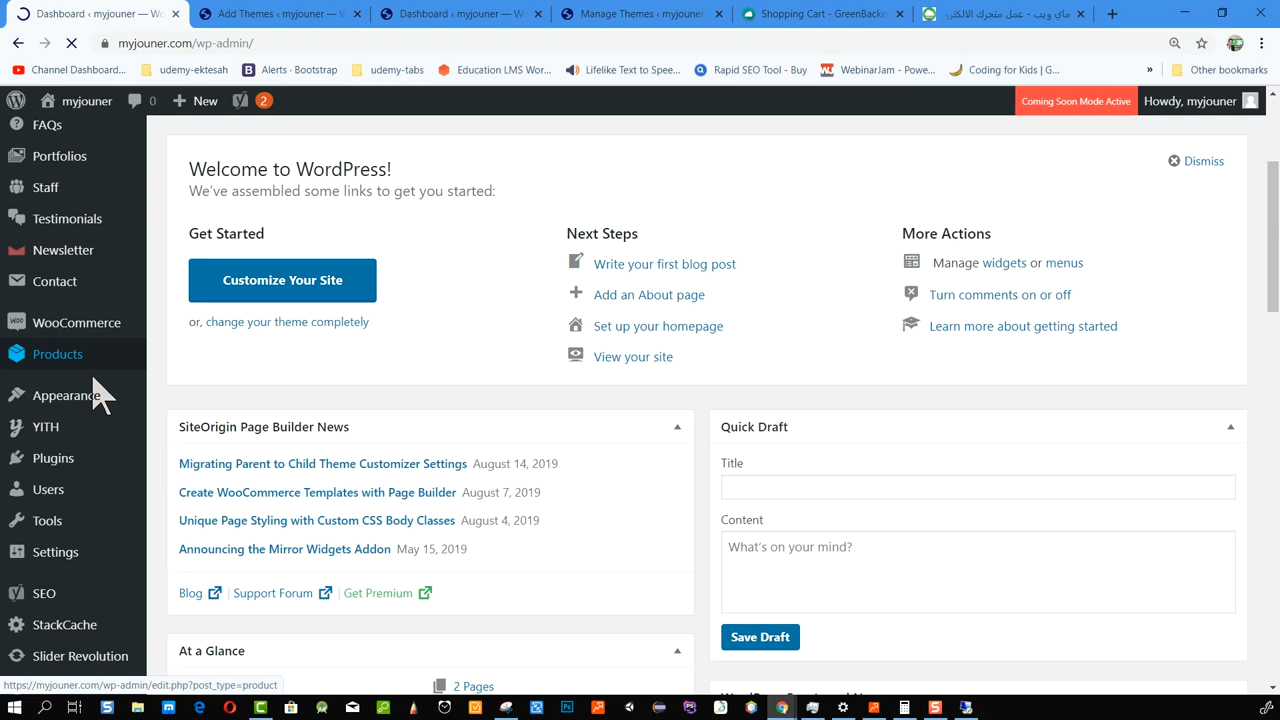 Dashboard ‹ myjouner — W
Add Themes ‹ myjouner — W
Dashboard ‹ myjouner — W
Manage Themes ‹ myjouner
Shopping Cart - GreenBacke
ماي ويب - عمل متجرك الالكترو
myjouner.com/wp-admin/
Channel Dashboard...
udemy-ektesah
Alerts · Bootstrap
udemy-tabs
Education LMS Wor...
Lifelike Text to Spee...
Rapid SEO Tool - Buy
WebinarJam - Powe...
Coding for Kids | G...
»
Other bookmarks
myjouner
0
New
2
Coming Soon Mode Active
Howdy, myjouner
FAQs
Portfolios
Staff
Testimonials
Newsletter
Contact
WooCommerce
Products
Appearance
YITH
Plugins
Users
Tools
Settings
SEO
StackCache
Slider Revolution
Welcome to WordPress!
We've assembled some links to get you started:
Dismiss
Get Started
Customize Your Site
or, change your theme completely
Next Steps
Write your first blog post
Add an About page
Set up your homepage
View your site
More Actions
Manage widgets or menus
Turn comments on or off
Learn more about getting started
SiteOrigin Page Builder News
Migrating Parent to Child Theme Customizer Settings August 14, 2019
Create WooCommerce Templates with Page Builder August 7, 2019
Unique Page Styling with Custom CSS Body Classes August 4, 2019
Announcing the Mirror Widgets Addon May 15, 2019
Blog | Support Forum | Get Premium
At a Glance
2 Pages
Quick Draft
Title
Content
What's on your mind?
Save Draft
https://myjouner.com/wp-admin/edit.php?post_type=product